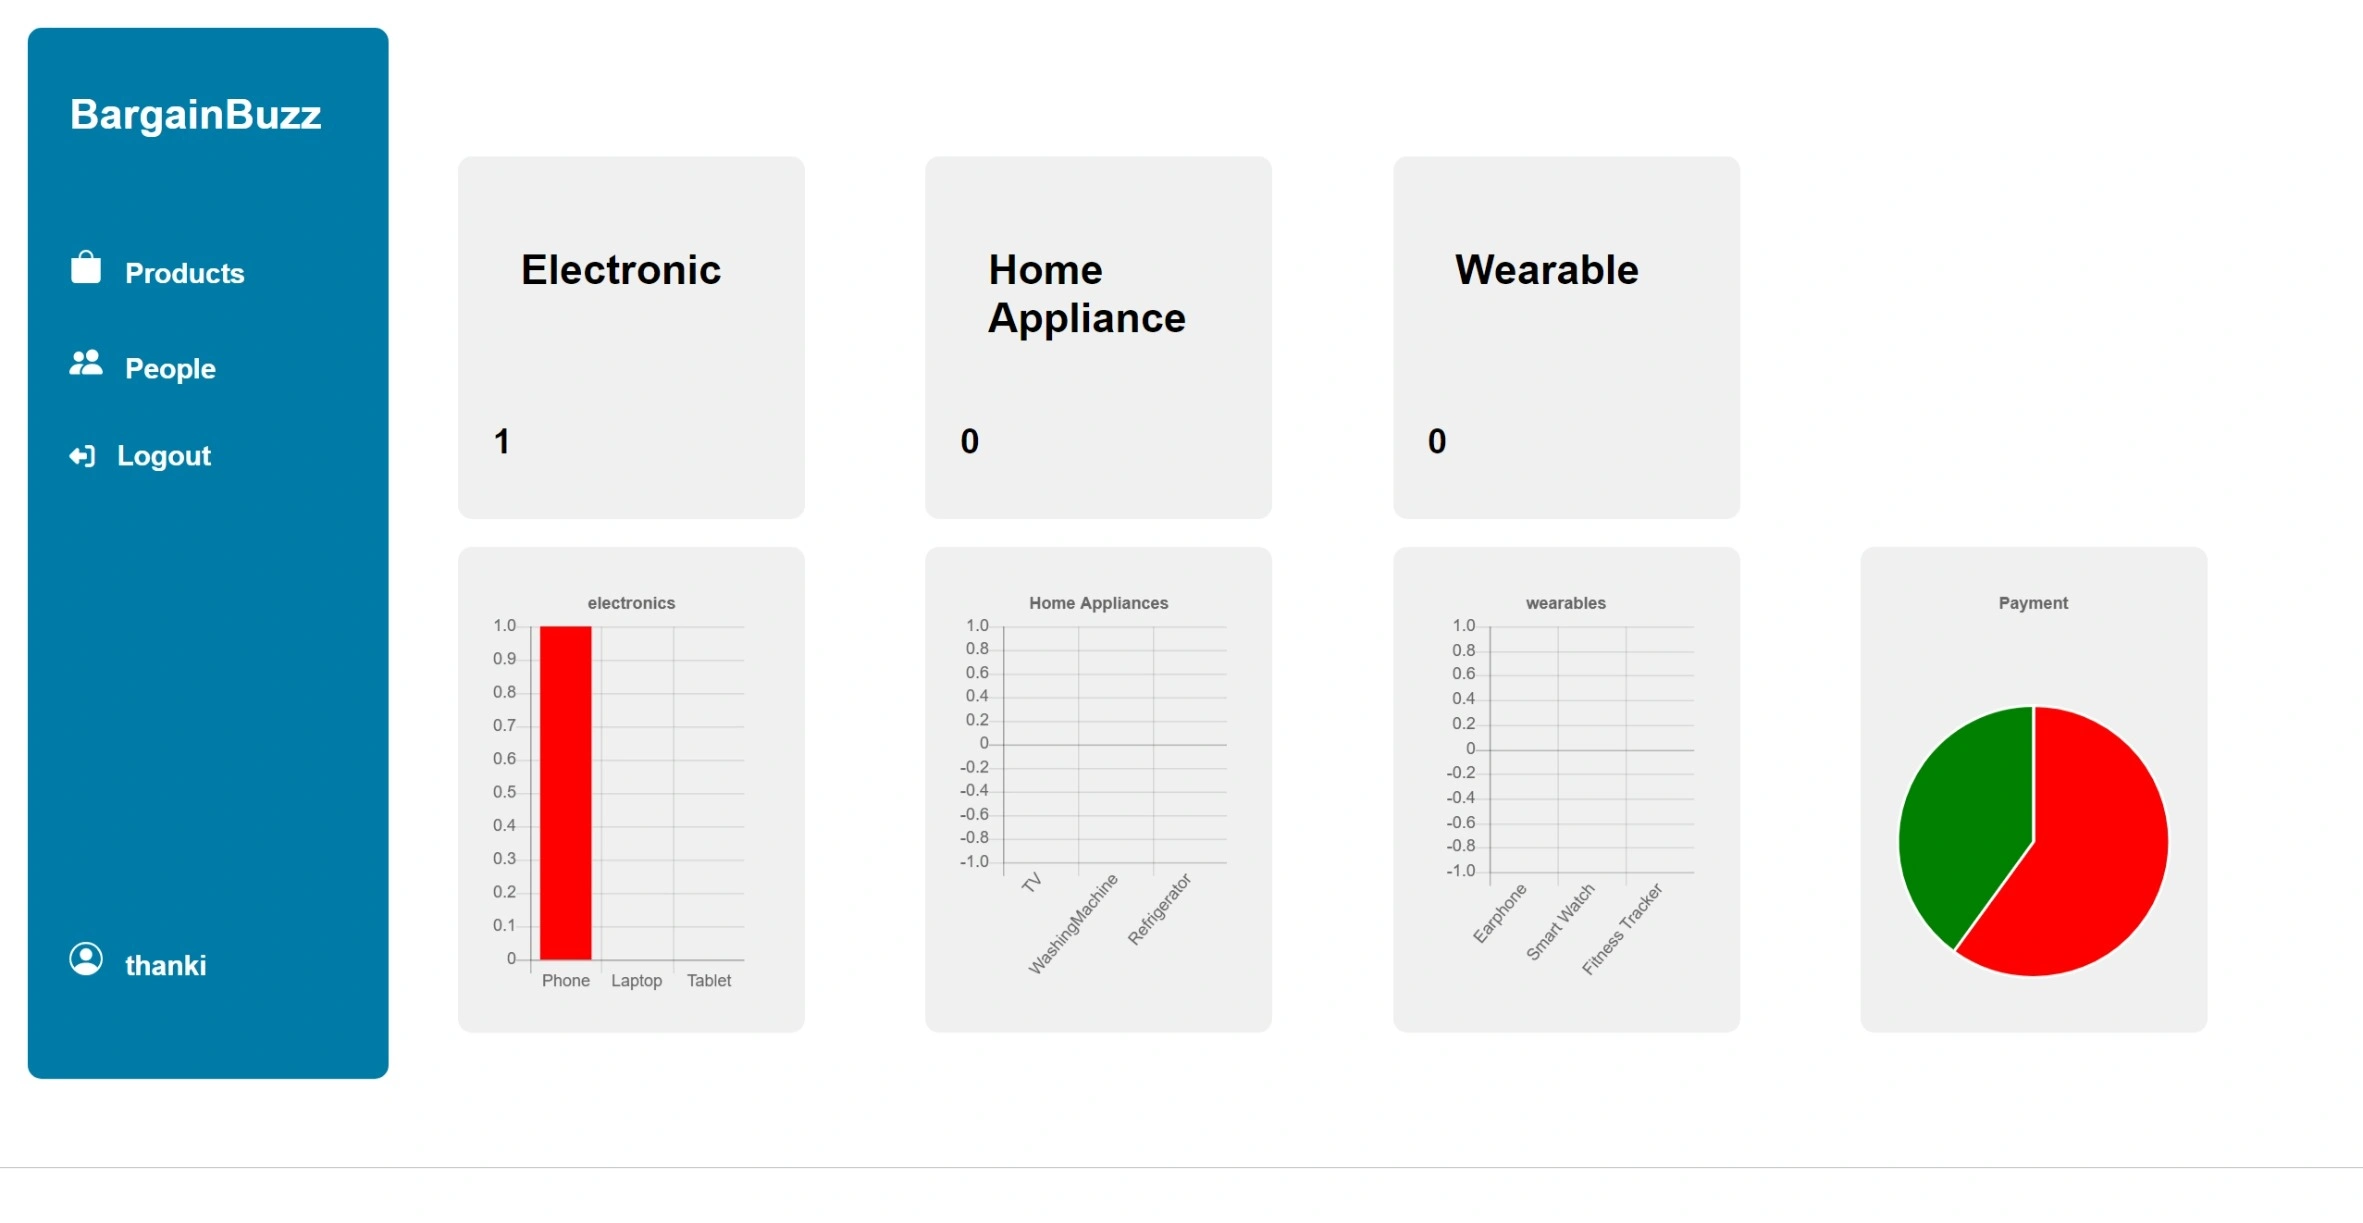 BargainBuzz
Products
People
Logout
thanki
Electronic
1
Home
Appliance
0
Wearable
0
electronics
1.0
0.9
0.8
0.7
0.6
0.5
0.4
0.3
0.2
0.1
0
Phone Laptop Tablet
Home Appliances
1.0
0.8
0.6
0.4
0.2
0
-0.2
-0.4
-0.6
-0.8
-1.0
TV
WashingMachine
Refrigerator
wearables
1.0
0.8
0.6
0.4
0.2
0
-0.2
-0.4
-0.6
-0.8
-1.0
Earphone
Smart Watch
Fitness Tracker
Payment